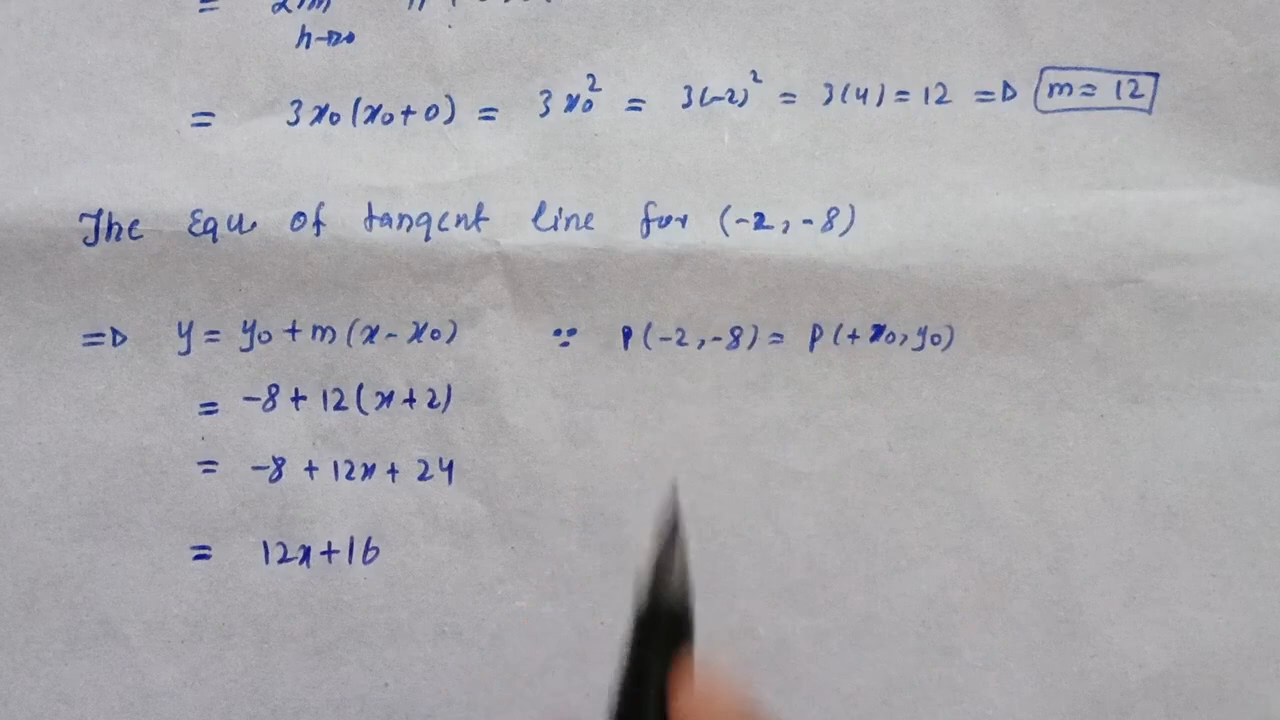 =
h→0
= 3x₀(x₀+0) = 3x₀² = 3(-2)² = 3(4) = 12 ⇒ m = 12
The Equ of tangent line for (-2, -8)
⇒ y = y₀ + m(x - x₀) ∵ P(-2, -8) = P(+x₀, y₀)
= -8 + 12(x+2)
= -8 + 12x + 24
= 12x + 16